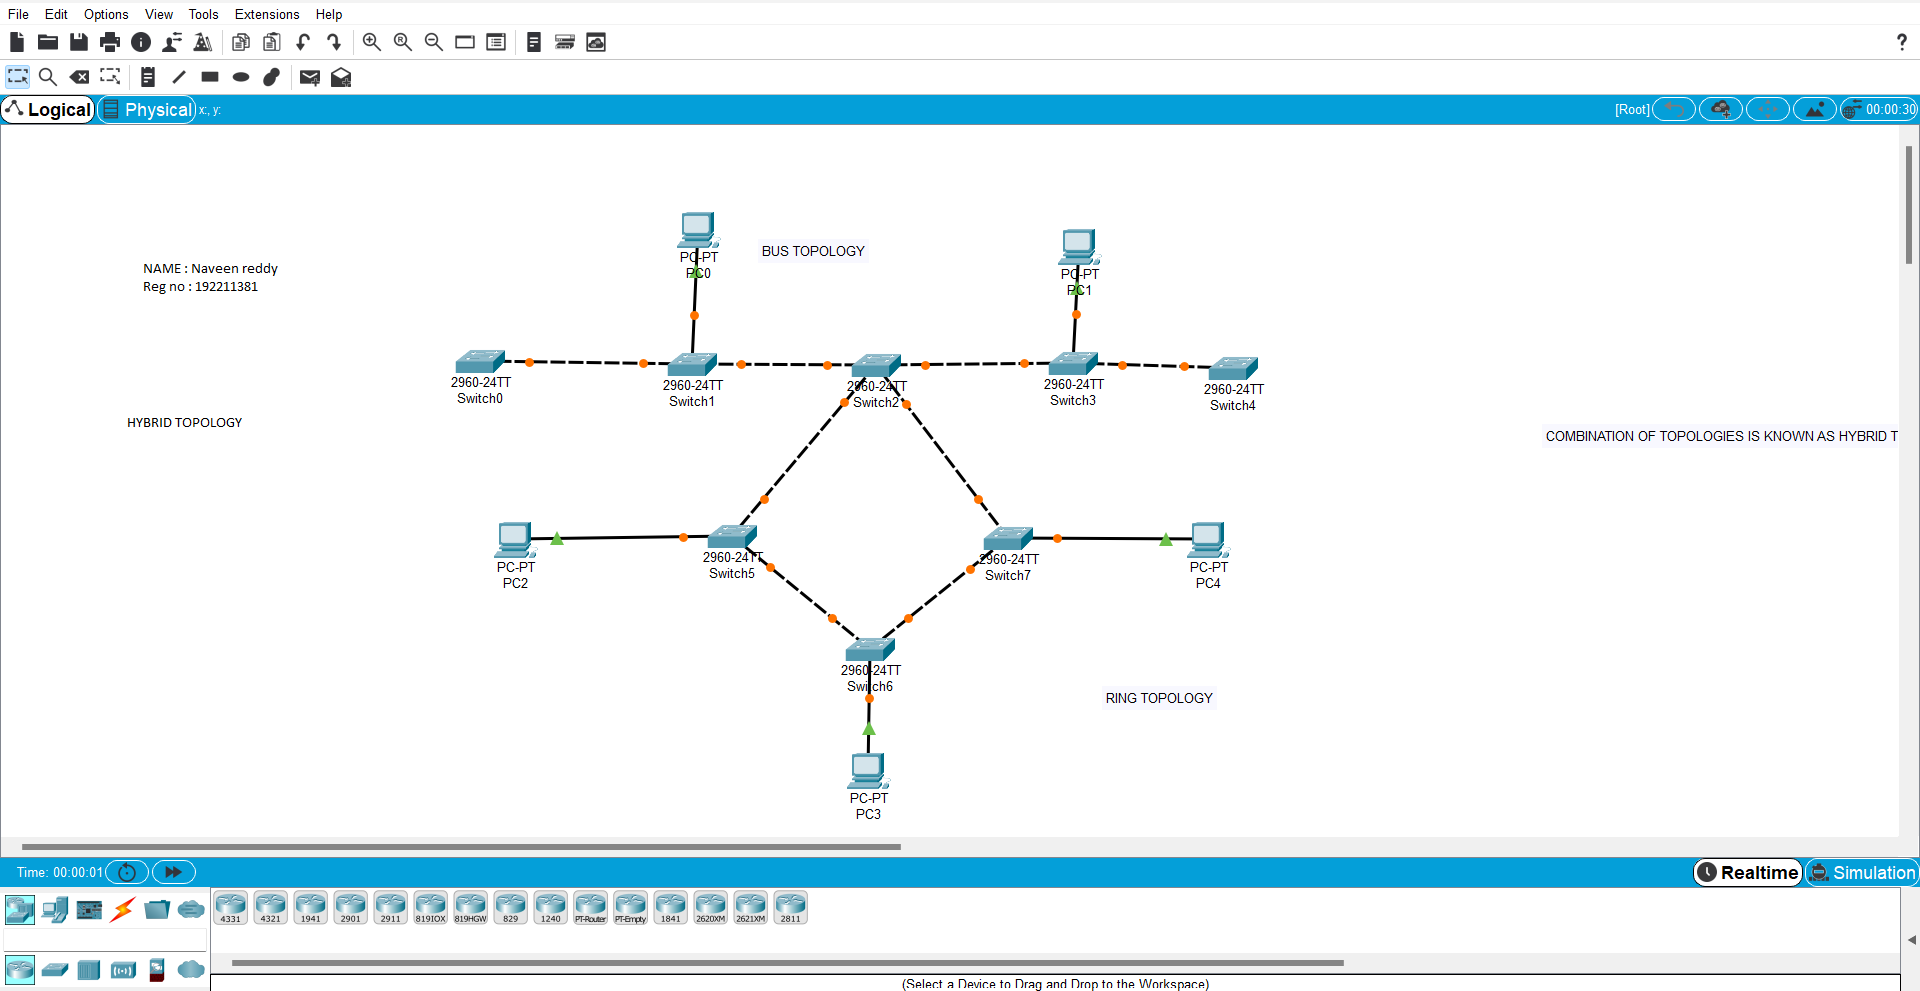 File Edit Options View Tools Extensions Help
?
Logical Physical x:, y: [Root] 00:00:30
PC-PT
PC0
BUS TOPOLOGY
PC-PT
PC1
NAME : Naveen reddy
Reg no : 192211381
2960-24TT
Switch0
2960-24TT
Switch1
2960-24TT
Switch2
2960-24TT
Switch3
2960-24TT
Switch4
HYBRID TOPOLOGY
COMBINATION OF TOPOLOGIES IS KNOWN AS HYBRID T
PC-PT
PC2
2960-24TT
Switch5
2960-24TT
Switch7
PC-PT
PC4
2960-24TT
Switch6
RING TOPOLOGY
PC-PT
PC3
Time: 00:00:01 Realtime Simulation
4331 4321 1941 2901 2911 819IOX 819HGW 829 1240 PT-Router PT-Empty 1841 2620XM 2621XM 2811
(Select a Device to Drag and Drop to the Workspace)